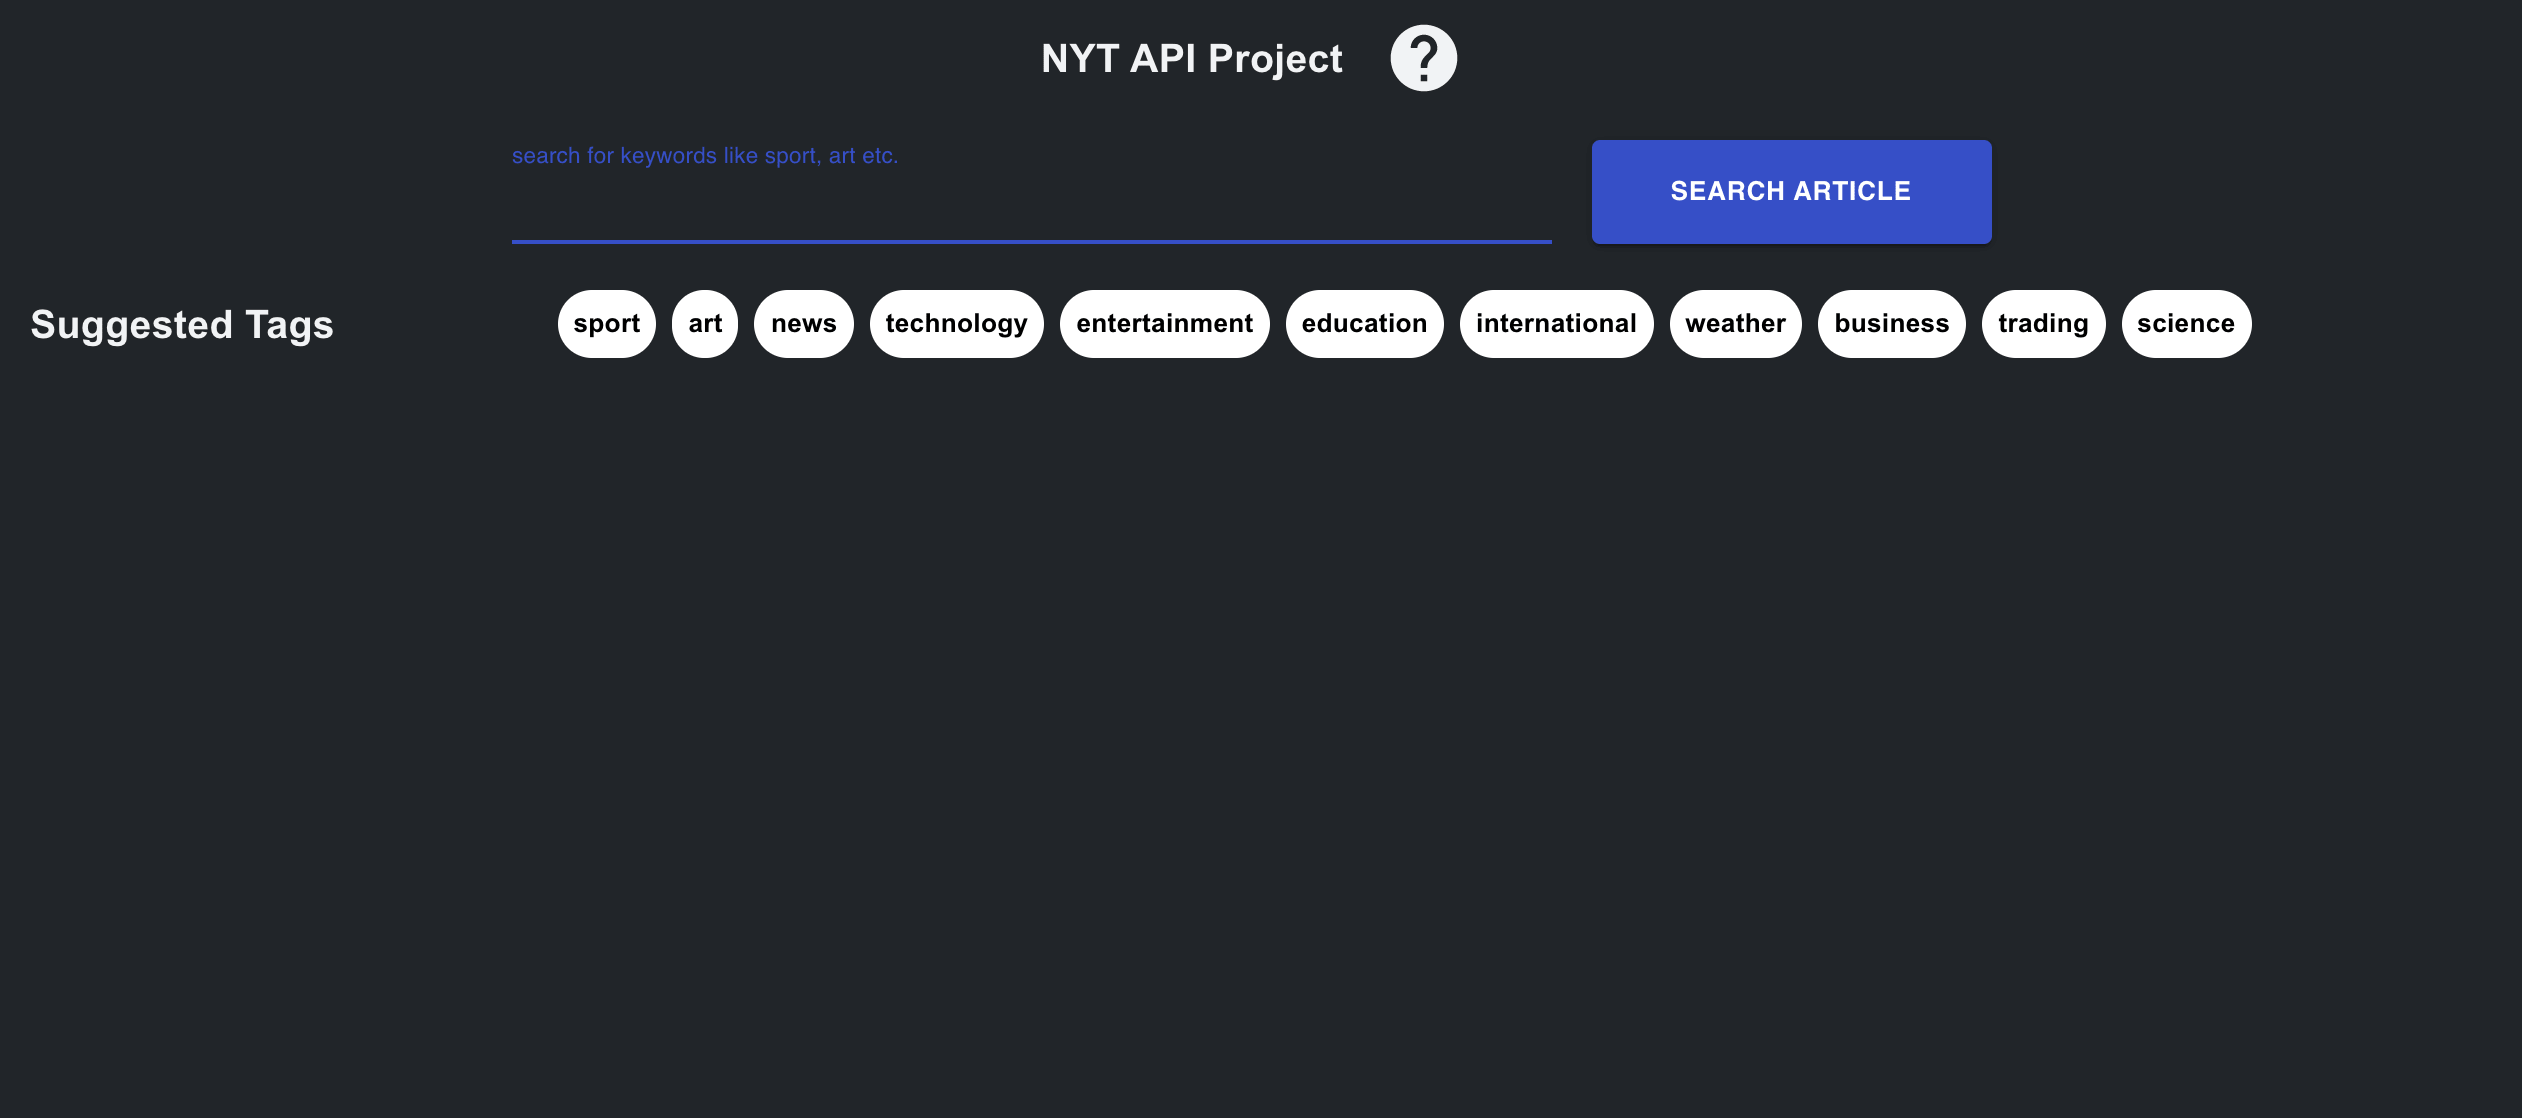 NYT API Project
search for keywords like sport, art etc.
SEARCH ARTICLE
Suggested Tags
sport art news technology entertainment education international weather business trading science